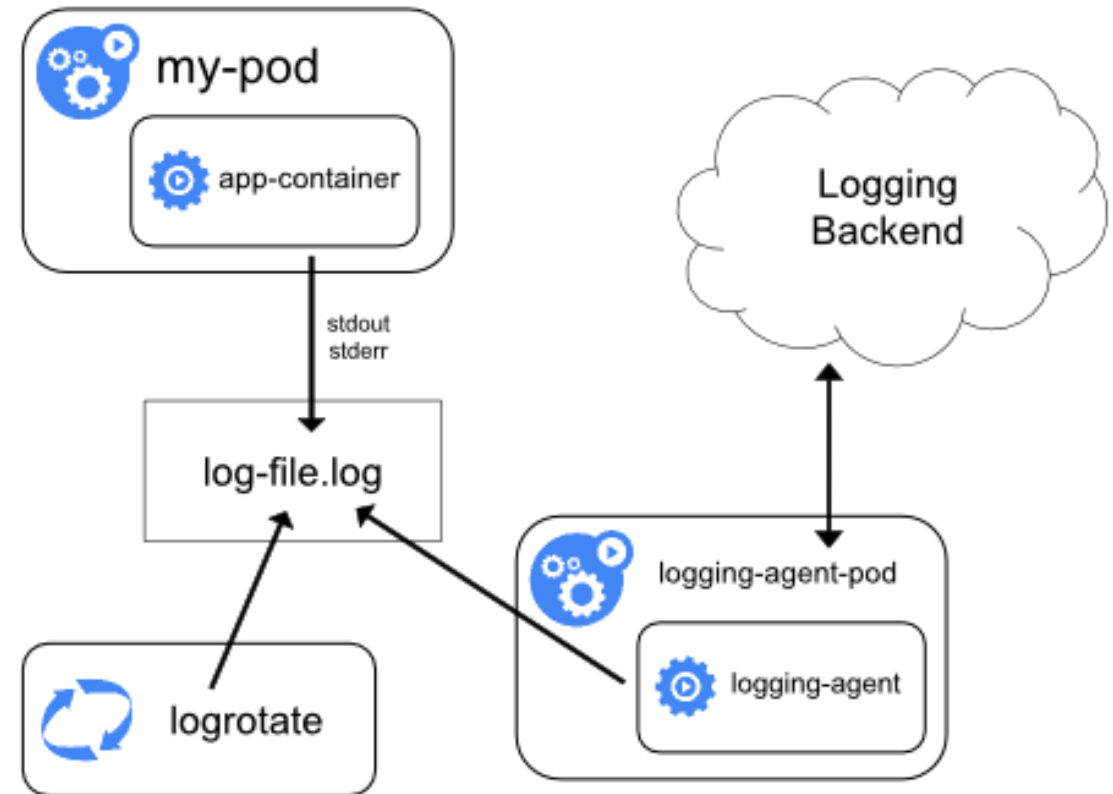 my-pod
app-container
Logging
Backend
stdout
stderr
log-file.log
logging-agent-pod
logging-agent
logrotate